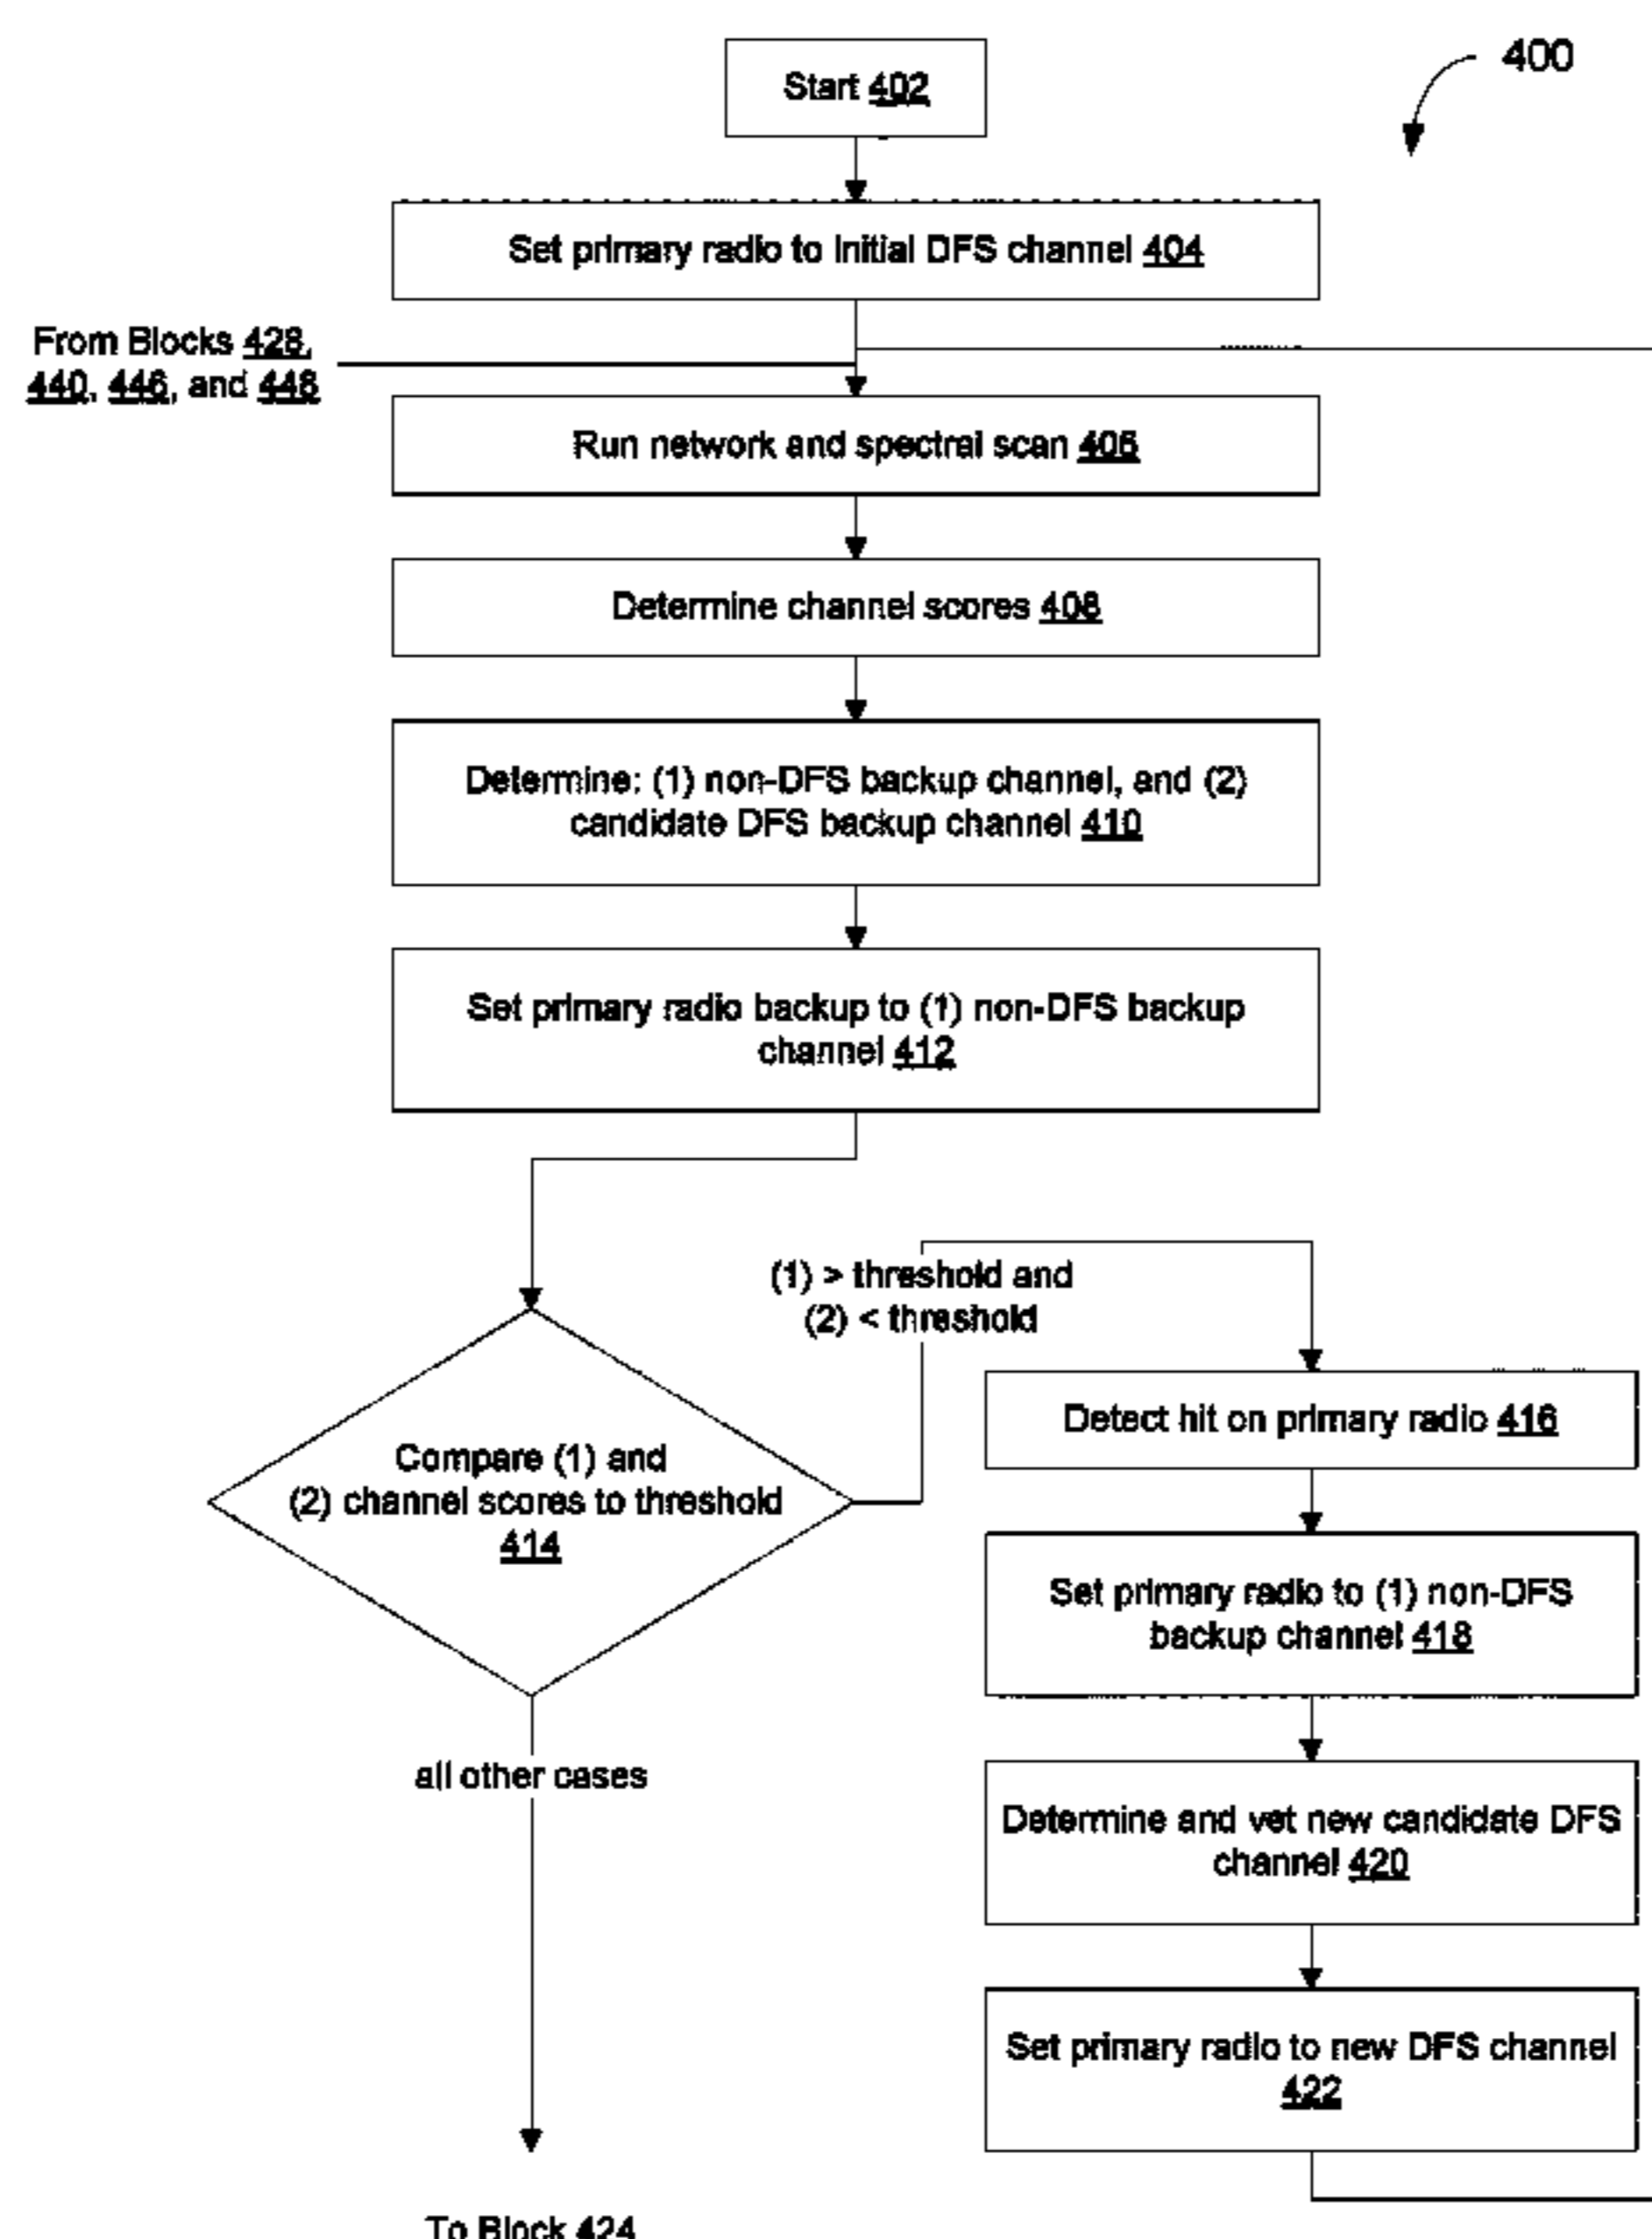 400
Start 402
Set primary radio to initial DFS channel 404
From Blocks 428,
440, 446, and 448
Run network and spectral scan 406
Determine channel scores 408
Determine: (1) non-DFS backup channel, and (2)
candidate DFS backup channel 410
Set primary radio backup to (1) non-DFS backup
channel 412
(1) > threshold and
(2) < threshold
Compare (1) and
(2) channel scores to threshold
414
Detect hit on primary radio 416
Set primary radio to (1) non-DFS
backup channel 418
all other cases
Determine and vet new candidate DFS
channel 420
Set primary radio to new DFS channel
422
To Block 424